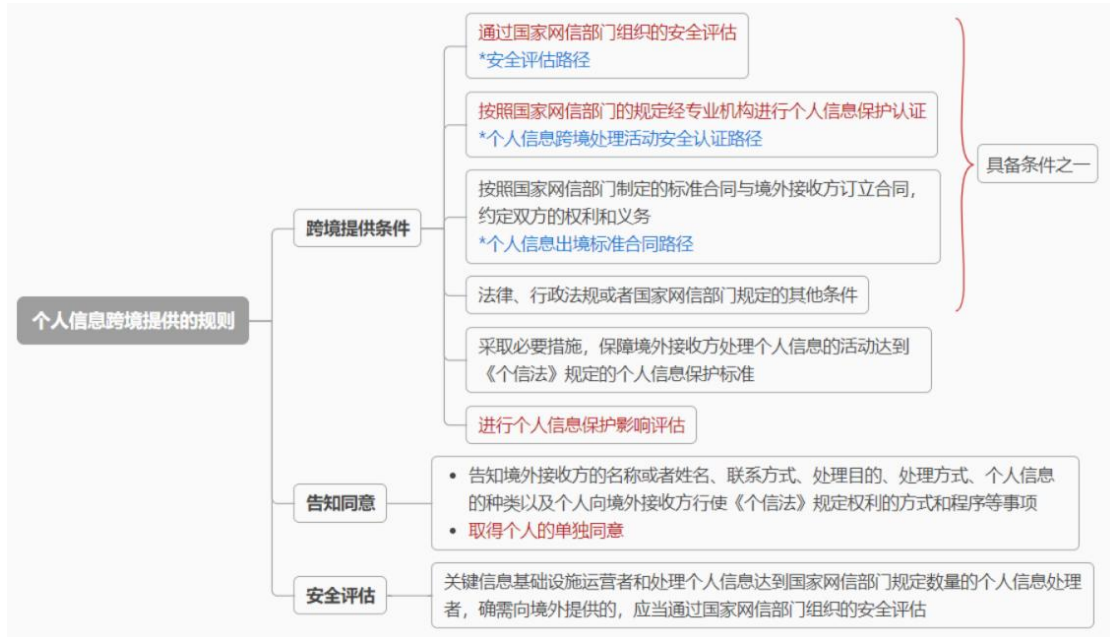 通过国家网信部门组织的安全评估
*安全评估路径
按照国家网信部门的规定经专业机构进行个人信息保护认证
*个人信息跨境处理活动安全认证路径
具备条件之一
按照国家网信部门制定的标准合同与境外接收方订立合同，
约定双方的权利和义务
*个人信息出境标准合同路径
跨境提供条件
法律、行政法规或者国家网信部门规定的其他条件
个人信息跨境提供的规则
采取必要措施，保障境外接收方处理个人信息的活动达到
《个信法》规定的个人信息保护标准
进行个人信息保护影响评估
告知同意
• 告知境外接收方的名称或者姓名、联系方式、处理目的、处理方式、个人信息
的种类以及个人向境外接收方行使《个信法》规定权利的方式和程序等事项
• 取得个人的单独同意
安全评估
关键信息基础设施运营者和处理个人信息达到国家网信部门规定数量的个人信息处理
者，确需向境外提供的，应当通过国家网信部门组织的安全评估